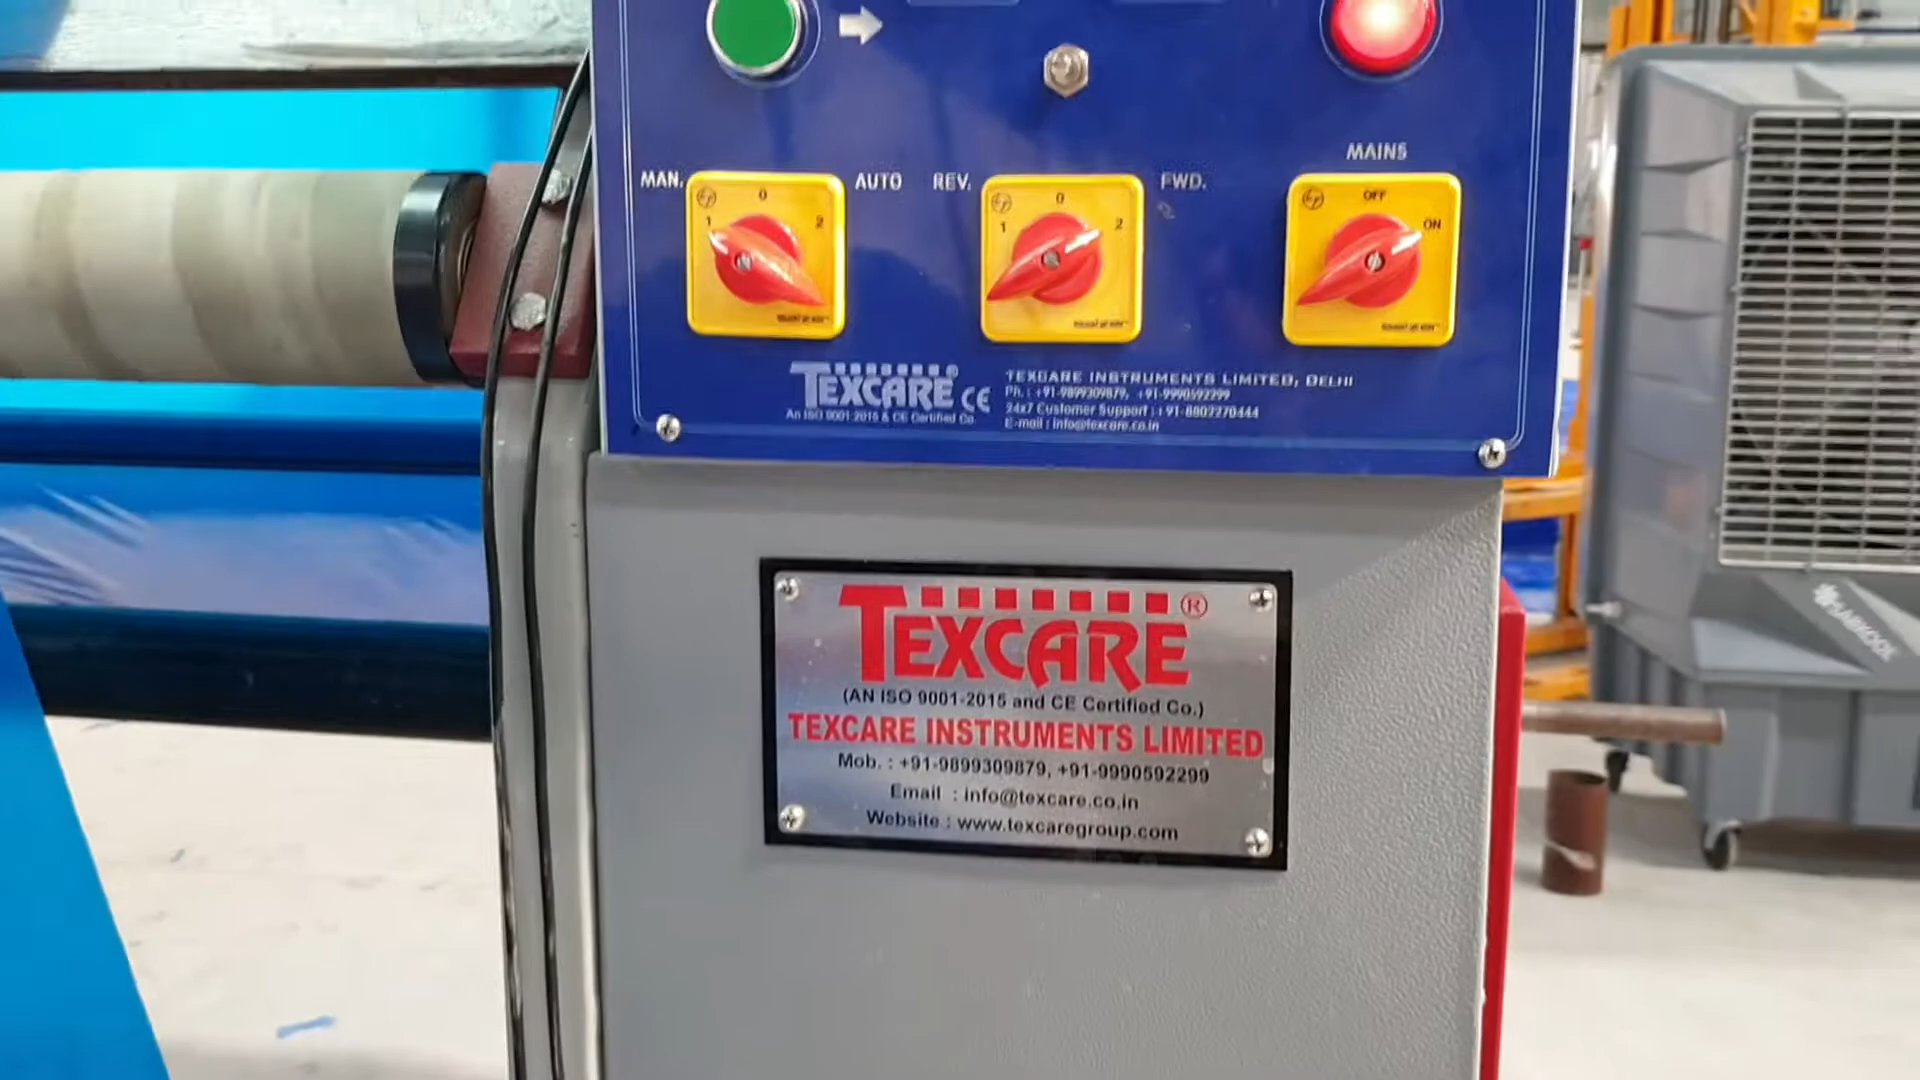 MAINS
MAN.
AUTO
REV.
FWD.
0
1
2
0
1
2
OFF
ON
TEXCARE® CE
An ISO 9001:2015 & CE Certified Co.
TEXCARE INSTRUMENTS LIMITED, DELHI
Ph. : +91-9899309879, +91-9990592299
24x7 Customer Support : +91-8802270444
E-mail : info@texcare.co.in
TEXCARE®
(AN ISO 9001-2015 and CE Certified Co.)
TEXCARE INSTRUMENTS LIMITED
Mob. : +91-9899309879, +91-9990592299
Email : info@texcare.co.in
Website : www.texcaregroup.com